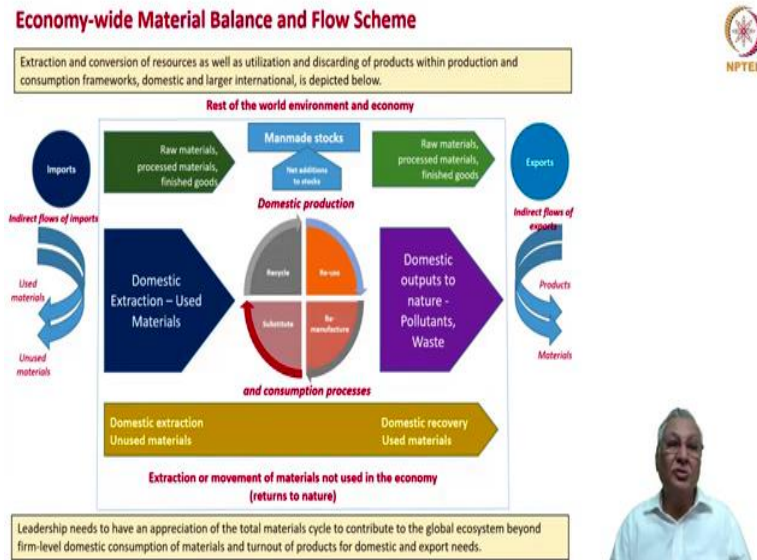 Economy-wide Material Balance and Flow Scheme
NPTEL
Extraction and conversion of resources as well as utilization and discarding of products within production and
consumption frameworks, domestic and larger international, is depicted below.
Rest of the world environment and economy
Imports
Raw materials,
processed materials,
finished goods
Manmade stocks
Net additions
to stocks
Raw materials,
processed materials,
finished goods
Exports
Indirect flows of imports
Domestic production
Indirect flows of
exports
Used
materials
Unused
materials
Domestic
Extraction – Used
Materials
Recycle
Re-use
Substitute
Re-
manufacture
Domestic
outputs to
nature -
Pollutants,
Waste
Products
Materials
and consumption processes
Domestic extraction
Unused materials
Domestic recovery
Used materials
Extraction or movement of materials not used in the economy
(returns to nature)
Leadership needs to have an appreciation of the total materials cycle to contribute to the global ecosystem beyond
firm-level domestic consumption of materials and turnout of products for domestic and export needs.